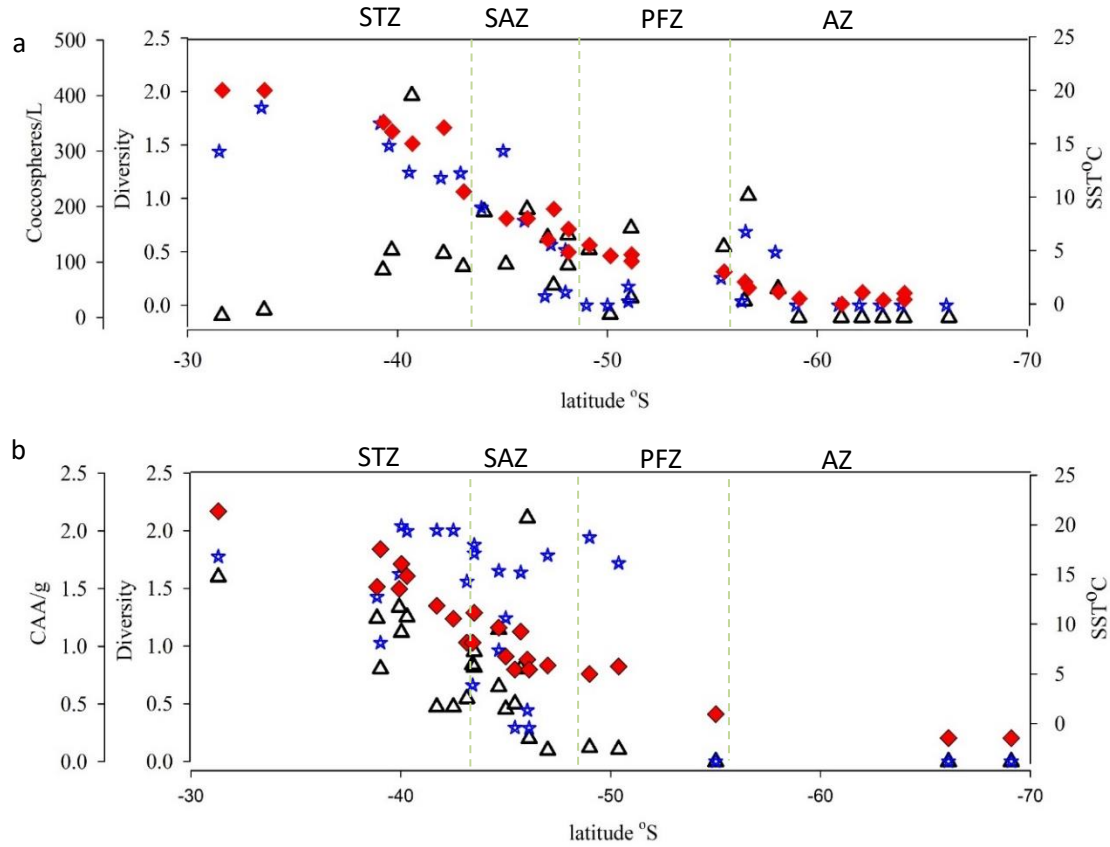 STZ SAZ PFZ AZ
a
500 2.5 25
400 2.0 20
300 1.5 15
200 1.0 10
100 0.5 5
0 0.0 0
Coccospheres/L
Diversity
SST°C
-30 -40 -50 -60 -70
latitude °S
b
STZ SAZ PFZ AZ
2.5 2.5 25
2.0 2.0 20
1.5 1.5 15
1.0 1.0 10
0.5 0.5 5
0.0 0.0 0
CAA/g
Diversity
SST°C
-30 -40 -50 -60 -70
latitude °S